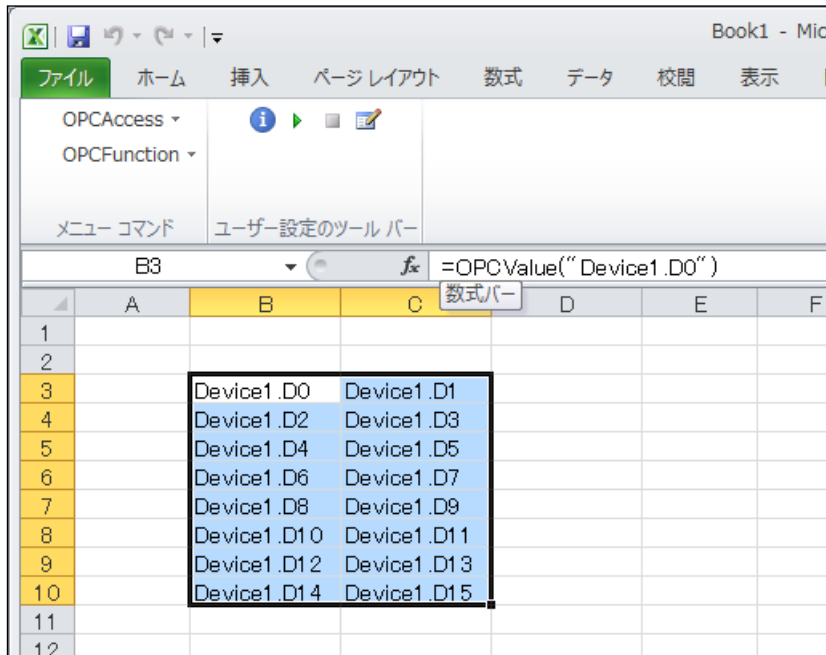 Book1 - Mic
ファイル ホーム 挿入 ページ レイアウト 数式 データ 校閲 表示
OPCAccess
OPCFunction
メニュー コマンド ユーザー設定のツール バー
B3 fx =OPCValue("Device1.D0")
数式バー
A B C D E F
1
2
3 Device1.D0 Device1.D1
4 Device1.D2 Device1.D3
5 Device1.D4 Device1.D5
6 Device1.D6 Device1.D7
7 Device1.D8 Device1.D9
8 Device1.D10 Device1.D11
9 Device1.D12 Device1.D13
10 Device1.D14 Device1.D15
11
12